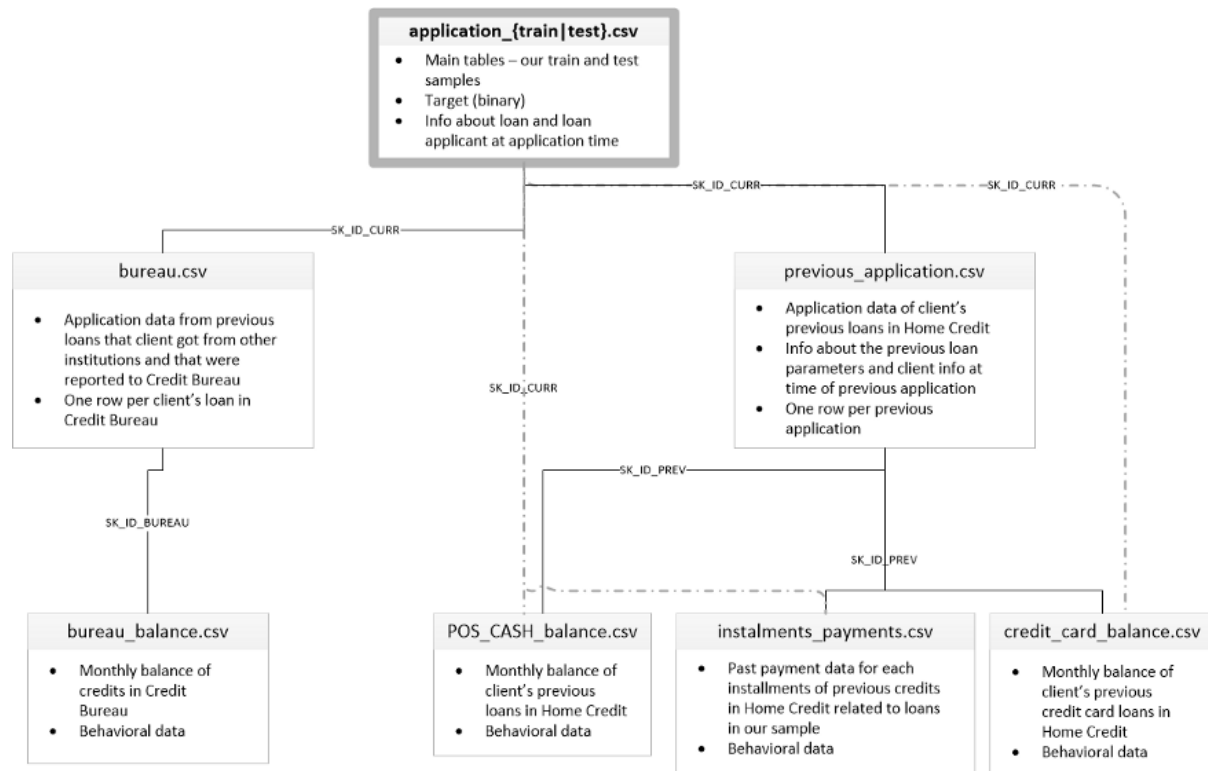 application_{train|test}.csv
• Main tables – our train and test
samples
• Target (binary)
• Info about loan and loan
applicant at application time
SK_ID_CURR
SK_ID_CURR
SK_ID_CURR
bureau.csv
• Application data from previous
loans that client got from other
institutions and that were
reported to Credit Bureau
• One row per client's loan in
Credit Bureau
SK_ID_CURR
previous_application.csv
• Application data of client's
previous loans in Home Credit
• Info about the previous loan
parameters and client info at
time of previous application
• One row per previous
application
SK_ID_PREV
SK_ID_BUREAU
SK_ID_PREV
bureau_balance.csv
• Monthly balance of
credits in Credit
Bureau
• Behavioral data
POS_CASH_balance.csv
• Monthly balance of
client's previous
loans in Home Credit
• Behavioral data
instalments_payments.csv
• Past payment data for each
installments of previous credits
in Home Credit related to loans
in our sample
• Behavioral data
credit_card_balance.csv
• Monthly balance of
client's previous
credit card loans in
Home Credit
• Behavioral data